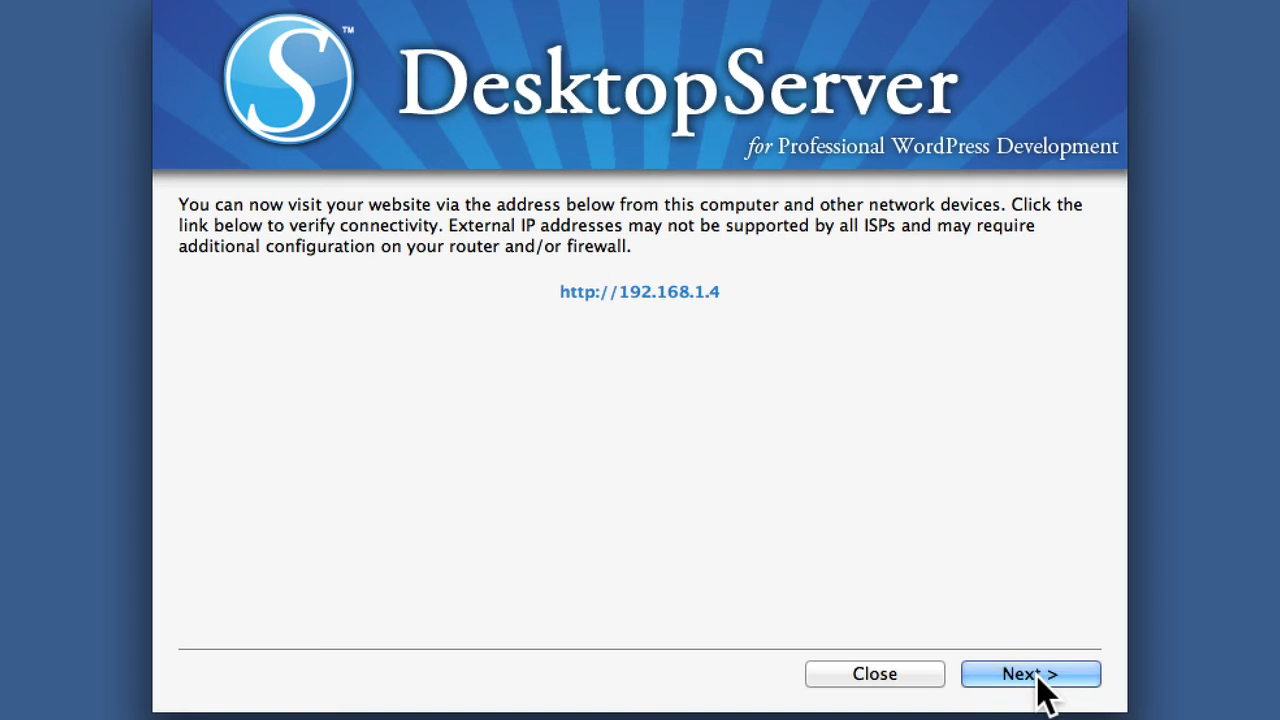 S
™
DesktopServer
for Professional WordPress Development
You can now visit your website via the address below from this computer and other network devices. Click the
link below to verify connectivity. External IP addresses may not be supported by all ISPs and may require
additional configuration on your router and/or firewall.
http://192.168.1.4
Close
Next >